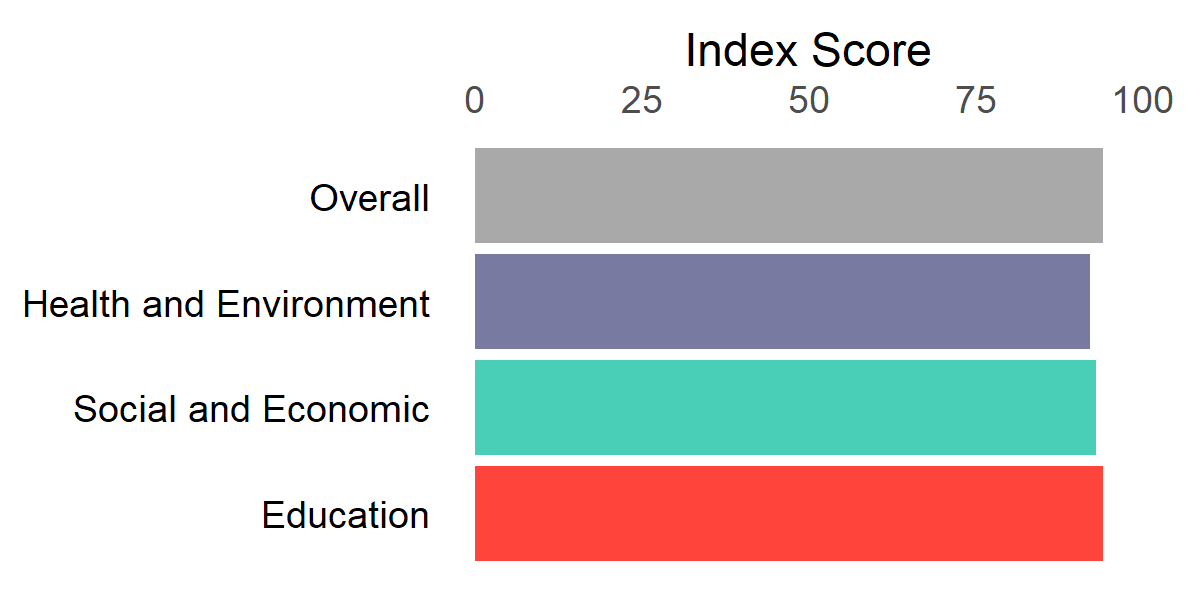 Index Score
0 25 50 75 100
Overall
Health and Environment
Social and Economic
Education